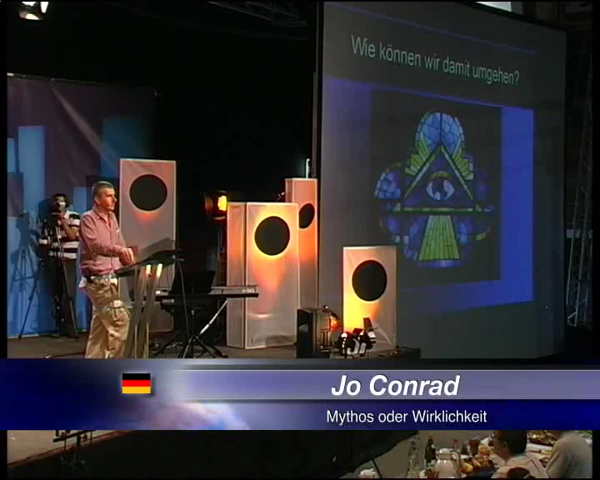 Wie können wir damit umgehen?
Jo Conrad
Mythos oder Wirklichkeit